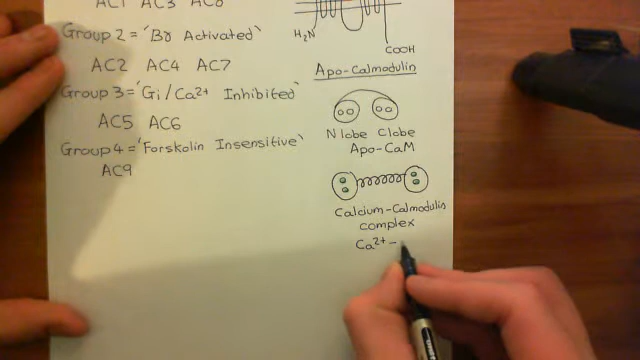 AC1 AC3 AC8
Group 2 = 'Bγ Activated'
AC2 AC4 AC7
Group 3 = 'Gi/Ca²⁺ Inhibited'
AC5 AC6
Group 4 = 'Forskolin Insensitive'
AC9
H₂N
COOH
Apo-Calmodulin
N lobe C lobe
Apo-CaM
Calcium-Calmodulin
complex
Ca²⁺-